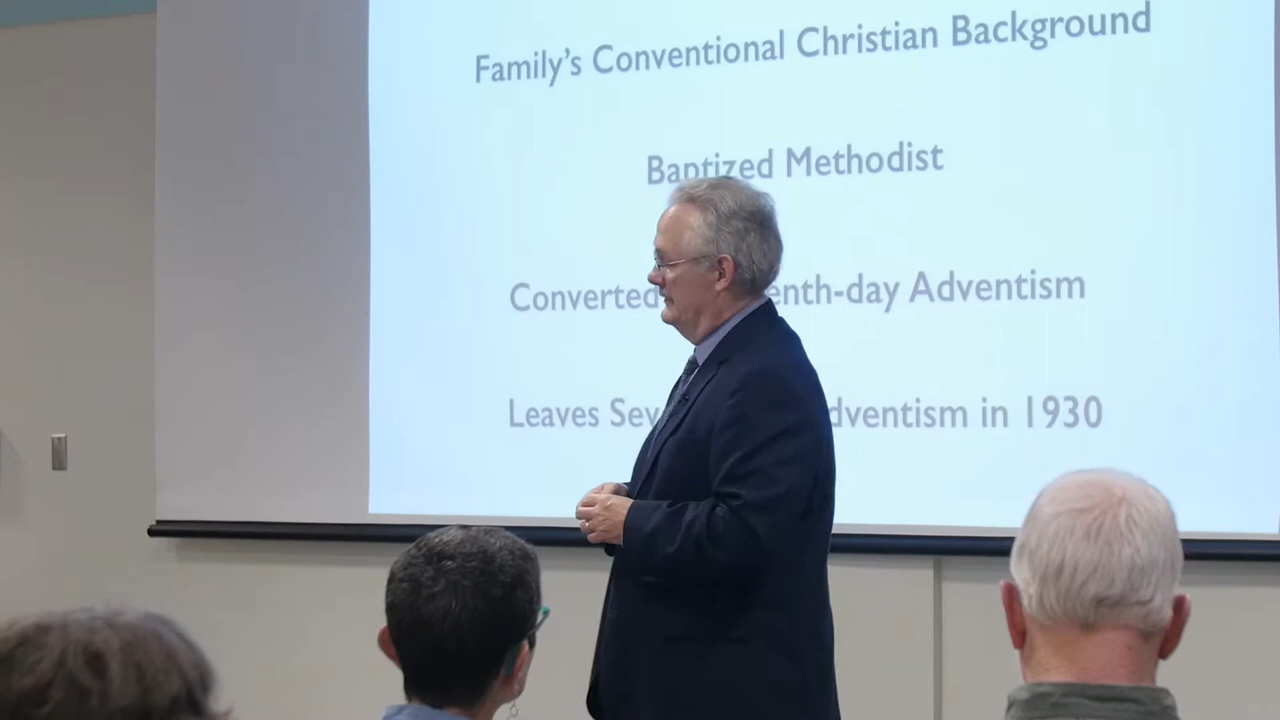 Family's Conventional Christian Background
Baptized Methodist
Converted enth-day Adventism
Leaves Sev dventism in 1930